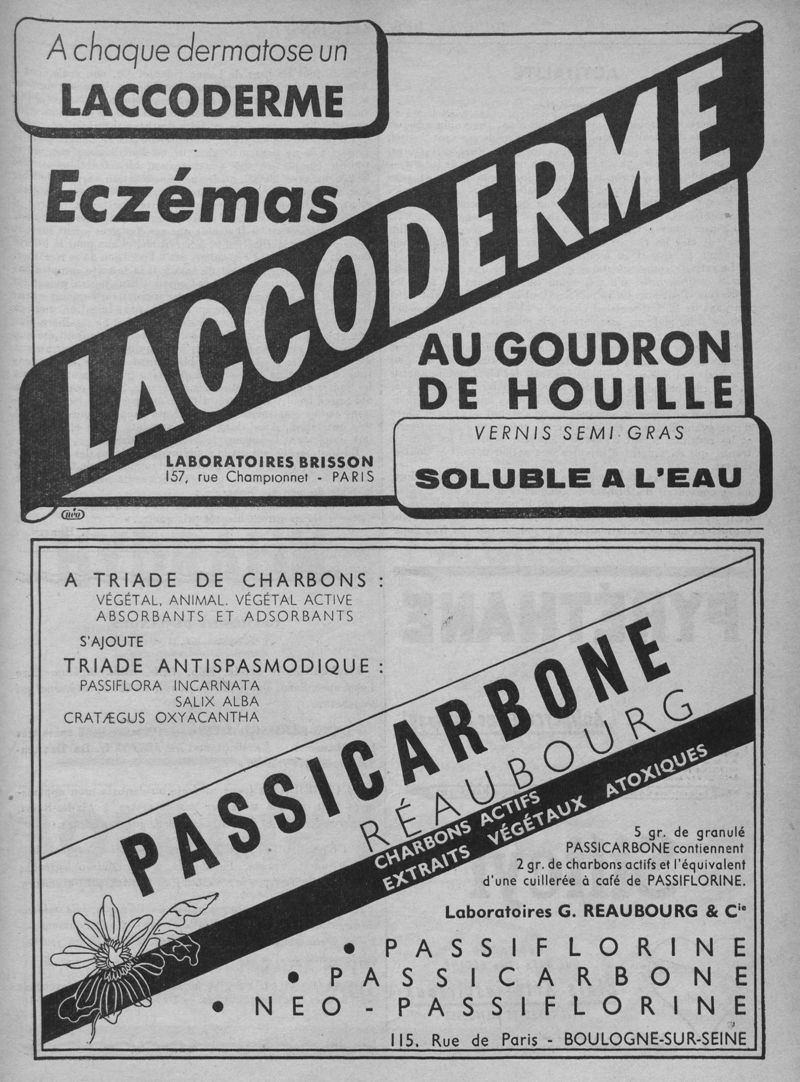 A chaque dermatose un
LACCODERME
Eczémas
LACCODERME
AU GOUDRON
DE HOUILLE
VERNIS SEMI GRAS
SOLUBLE A L'EAU
LABORATOIRES BRISSON
157, rue Championnet - PARIS
A TRIADE DE CHARBONS :
VÉGÉTAL, ANIMAL. VÉGÉTAL ACTIVE
ABSORBANTS ET ADSORBANTS
S'AJOUTE
TRIADE ANTISPASMODIQUE :
PASSIFLORA INCARNATA
SALIX ALBA
CRATÆGUS OXYACANTHA
PASSICARBONE
RÉAUBOURG
CHARBONS ACTIFS
EXTRAITS VÉGÉTAUX ATOXIQUES
5 gr. de granulé
PASSICARBONE contiennent
2 gr. de charbons actifs et l'équivalent
d'une cuillerée à café de PASSIFLORINE.
Laboratoires G. REAUBOURG & Cie
• PASSIFLORINE
• PASSICARBONE
• NEO - PASSIFLORINE
115, Rue de Paris - BOULOGNE-SUR-SEINE